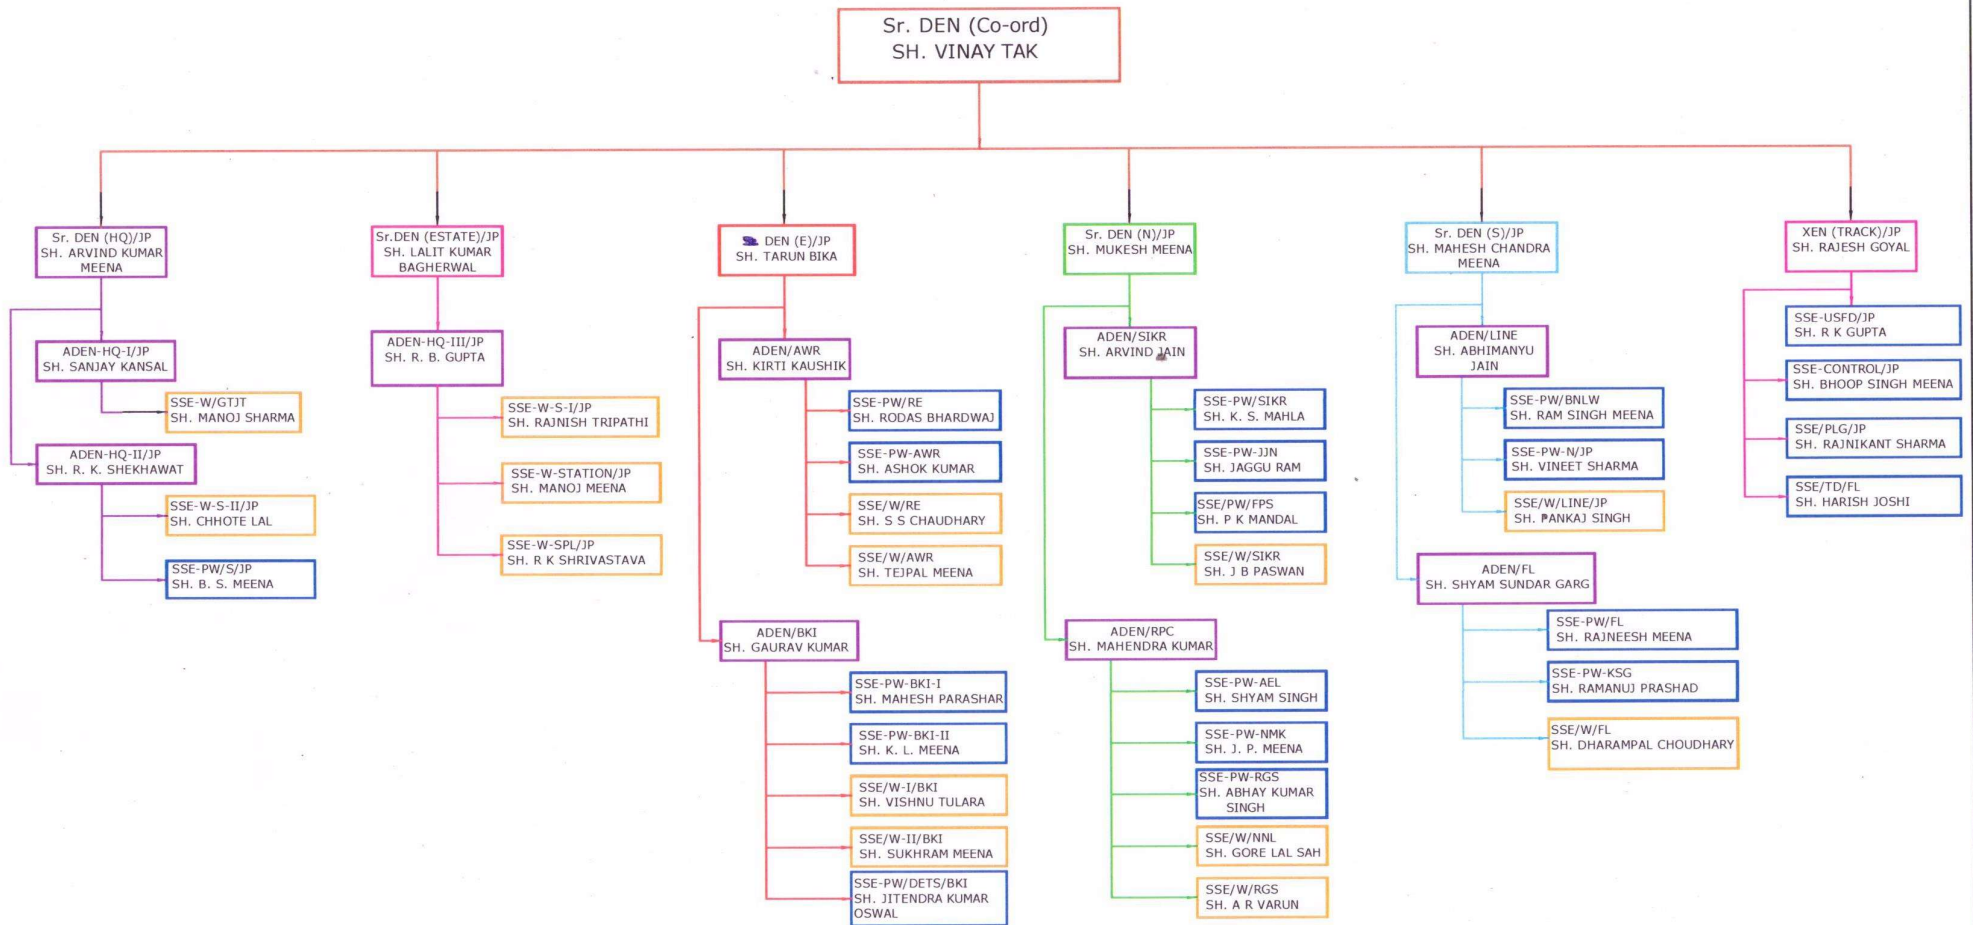 Sr. DEN (Co-ord)
SH. VINAY TAK
Sr. DEN (HQ)/JP
SH. ARVIND KUMAR
MEENA
ADEN-HQ-I/JP
SH. SANJAY KANSAL
SSE-W/GTJT
SH. MANOJ SHARMA
ADEN-HQ-II/JP
SH. R. K. SHEKHAWAT
SSE-W-S-II/JP
SH. CHHOTE LAL
SSE-PW/S/JP
SH. B. S. MEENA
Sr.DEN (ESTATE)/JP
SH. LALIT KUMAR
BAGHERWAL
ADEN-HQ-III/JP
SH. R. B. GUPTA
SSE-W-S-I/JP
SH. RAJNISH TRIPATHI
SSE-W-STATION/JP
SH. MANOJ MEENA
SSE-W-SPL/JP
SH. R K SHRIVASTAVA
DEN (E)/JP
SH. TARUN BIKA
ADEN/AWR
SH. KIRTI KAUSHIK
SSE-PW/RE
SH. RODAS BHARDWAJ
SSE-PW-AWR
SH. ASHOK KUMAR
SSE/W/RE
SH. S S CHAUDHARY
SSE/W/AWR
SH. TEJPAL MEENA
ADEN/BKI
SH. GAURAV KUMAR
SSE-PW-BKI-I
SH. MAHESH PARASHAR
SSE-PW-BKI-II
SH. K. L. MEENA
SSE/W-I/BKI
SH. VISHNU TULARA
SSE/W-II/BKI
SH. SUKHRAM MEENA
SSE-PW/DETS/BKI
SH. JITENDRA KUMAR
OSWAL
Sr. DEN (N)/JP
SH. MUKESH MEENA
ADEN/SIKR
SH. ARVIND JAIN
SSE-PW/SIKR
SH. K. S. MAHLA
SSE-PW-JJN
SH. JAGGU RAM
SSE/PW/FPS
SH. P K MANDAL
SSE/W/SIKR
SH. J B PASWAN
ADEN/RPC
SH. MAHENDRA KUMAR
SSE-PW-AEL
SH. SHYAM SINGH
SSE-PW-NMK
SH. J. P. MEENA
SSE-PW-RGS
SH. ABHAY KUMAR
SINGH
SSE/W/NNL
SH. GORE LAL SAH
SSE/W/RGS
SH. A R VARUN
Sr. DEN (S)/JP
SH. MAHESH CHANDRA
MEENA
ADEN/LINE
SH. ABHIMANYU
JAIN
SSE-PW/BNLW
SH. RAM SINGH MEENA
SSE-PW-N/JP
SH. VINEET SHARMA
SSE/W/LINE/JP
SH. PANKAJ SINGH
ADEN/FL
SH. SHYAM SUNDAR GARG
SSE-PW/FL
SH. RAJNEESH MEENA
SSE-PW-KSG
SH. RAMANUJ PRASHAD
SSE/W/FL
SH. DHARAMPAL CHOUDHARY
XEN (TRACK)/JP
SH. RAJESH GOYAL
SSE-USFD/JP
SH. R K GUPTA
SSE-CONTROL/JP
SH. BHOOP SINGH MEENA
SSE/PLG/JP
SH. RAJNIKANT SHARMA
SSE/TD/FL
SH. HARISH JOSHI